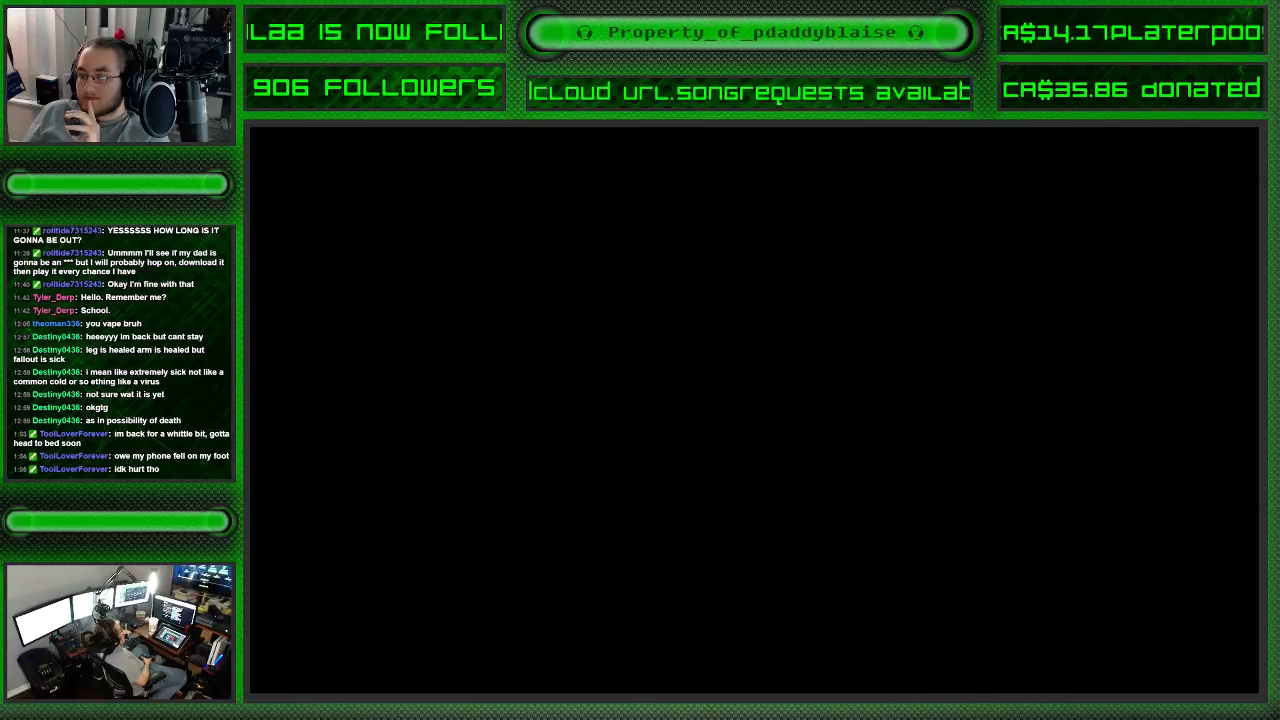 laa is now foll
906 followers
Property_of_pdaddyblaise
lcloud url.songrequests availab
A$14.17platerpoo
CA$35.86 donated
XBOX ONE
11:37 rolltide7315243: YESSSSSS HOW LONG IS IT
GONNA BE OUT?
11:38 rolltide7315243: Ummmm I'll see if my dad is
gonna be an *** but I will probably hop on, download it
then play it every chance I have
11:40 rolltide7315243: Okay I'm fine with that
11:42 Tyler_Derp: Hello. Remember me?
11:42 Tyler_Derp: School.
12:05 theoman336: you vape bruh
12:57 Destiny0436: heeeyyy im back but cant stay
12:58 Destiny0436: leg is healed arm is healed but
fallout is sick
12:59 Destiny0436: i mean like extremely sick not like a
common cold or so ething like a virus
12:59 Destiny0436: not sure wat it is yet
12:59 Destiny0436: okgtg
12:59 Destiny0436: as in possibility of death
1:03 ToolLoverForever: im back for a whittle bit, gotta
head to bed soon
1:04 ToolLoverForever: owe my phone fell on my foot
1:05 ToolLoverForever: idk hurt tho